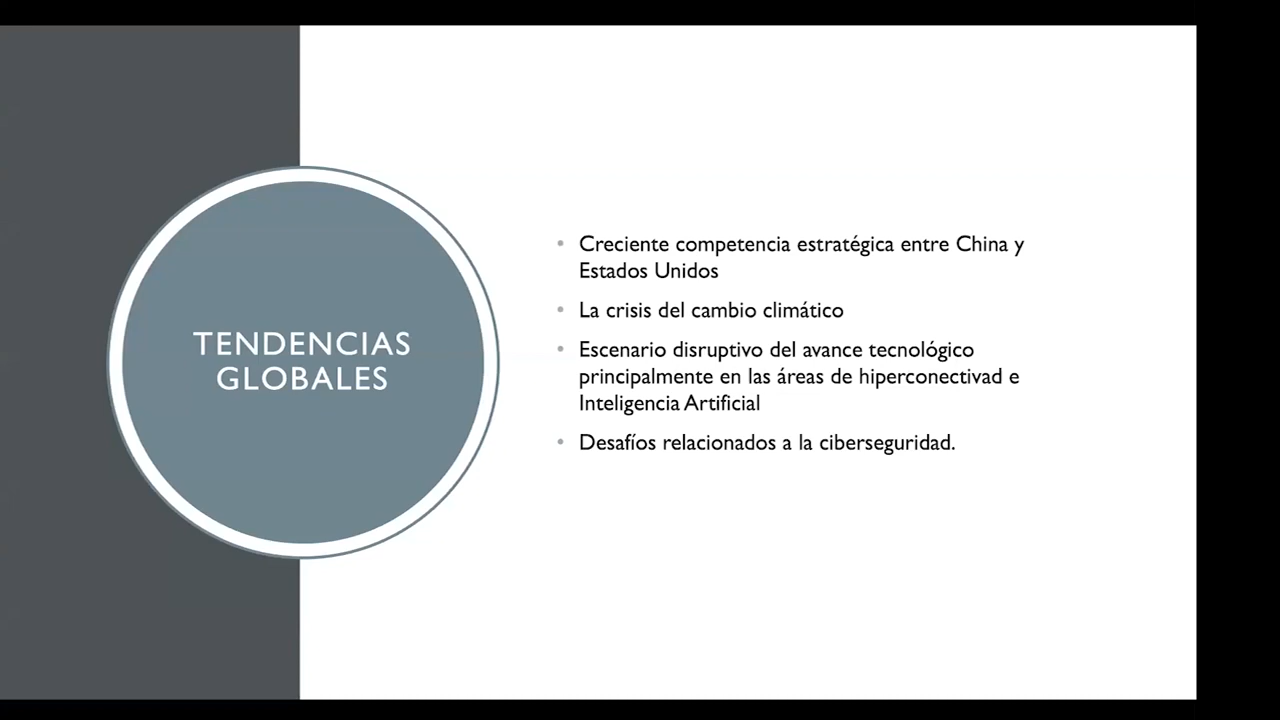 TENDENCIAS
GLOBALES
• Creciente competencia estratégica entre China y
Estados Unidos
• La crisis del cambio climático
• Escenario disruptivo del avance tecnológico
principalmente en las áreas de hiperconectivad e
Inteligencia Artificial
• Desafíos relacionados a la ciberseguridad.